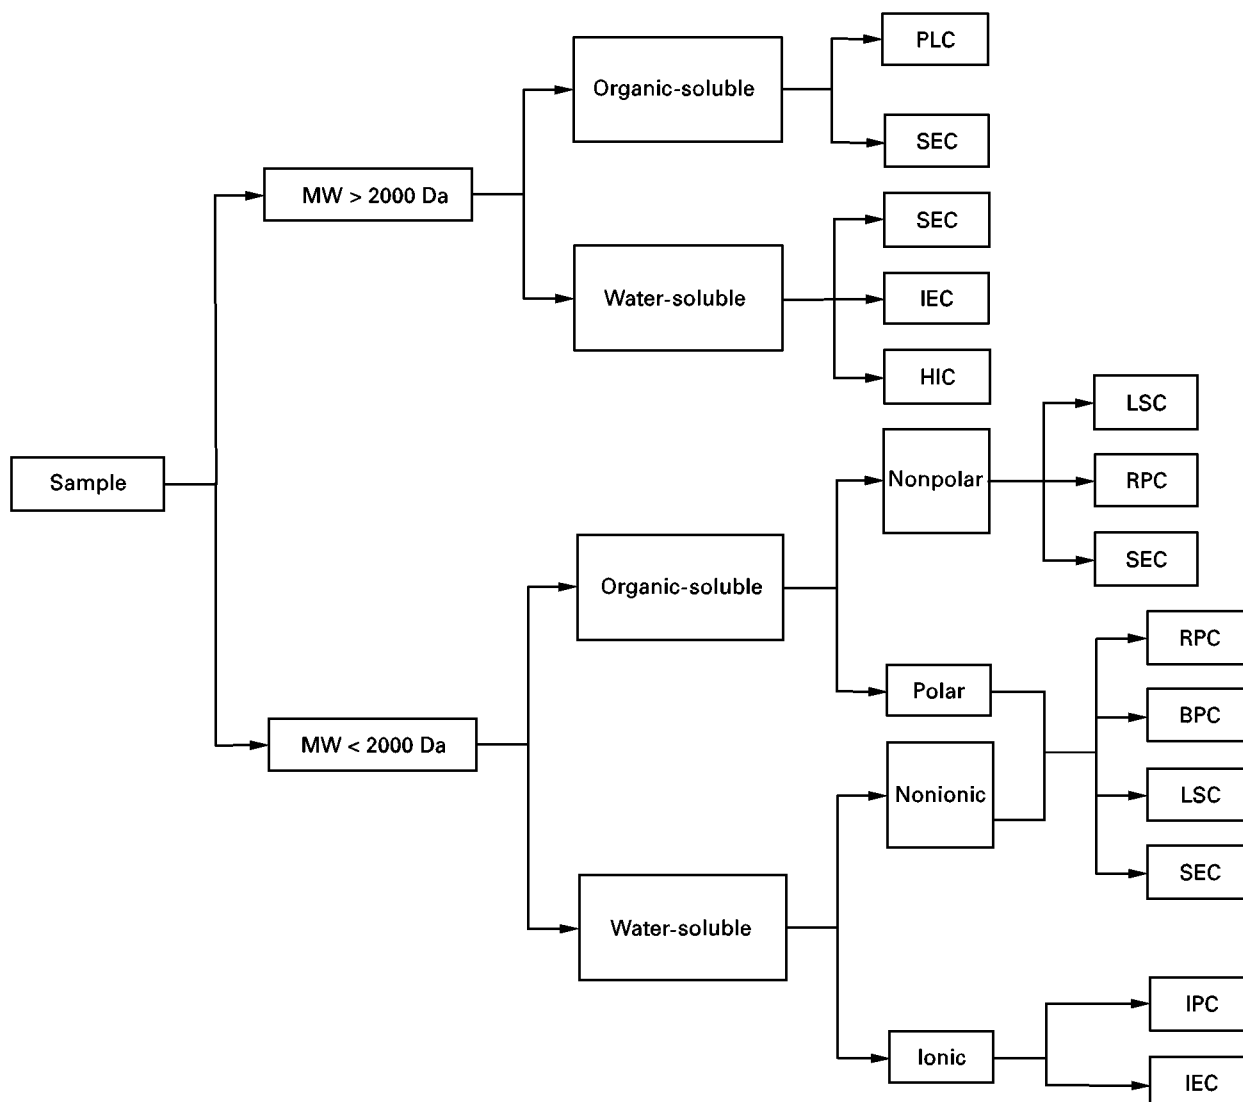 PLC
Organic-soluble
SEC
MW > 2000 Da
SEC
Water-soluble
IEC
HIC
LSC
Sample
Nonpolar
RPC
SEC
Organic-soluble
RPC
Polar
BPC
MW < 2000 Da
Nonionic
LSC
SEC
Water-soluble
IPC
Ionic
IEC